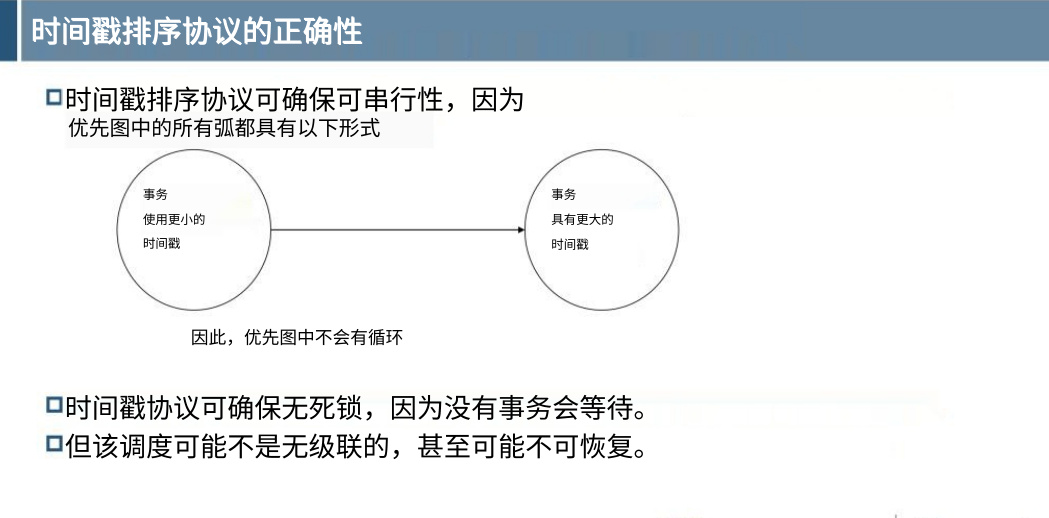 时间戳排序协议的正确性
时间戳排序协议可确保可串行性，因为
优先图中的所有弧都具有以下形式
事务
使用更小的
时间戳
事务
具有更大的
时间戳
因此，优先图中不会有循环
时间戳协议可确保无死锁，因为没有事务会等待。
但该调度可能不是无级联的，甚至可能不可恢复。